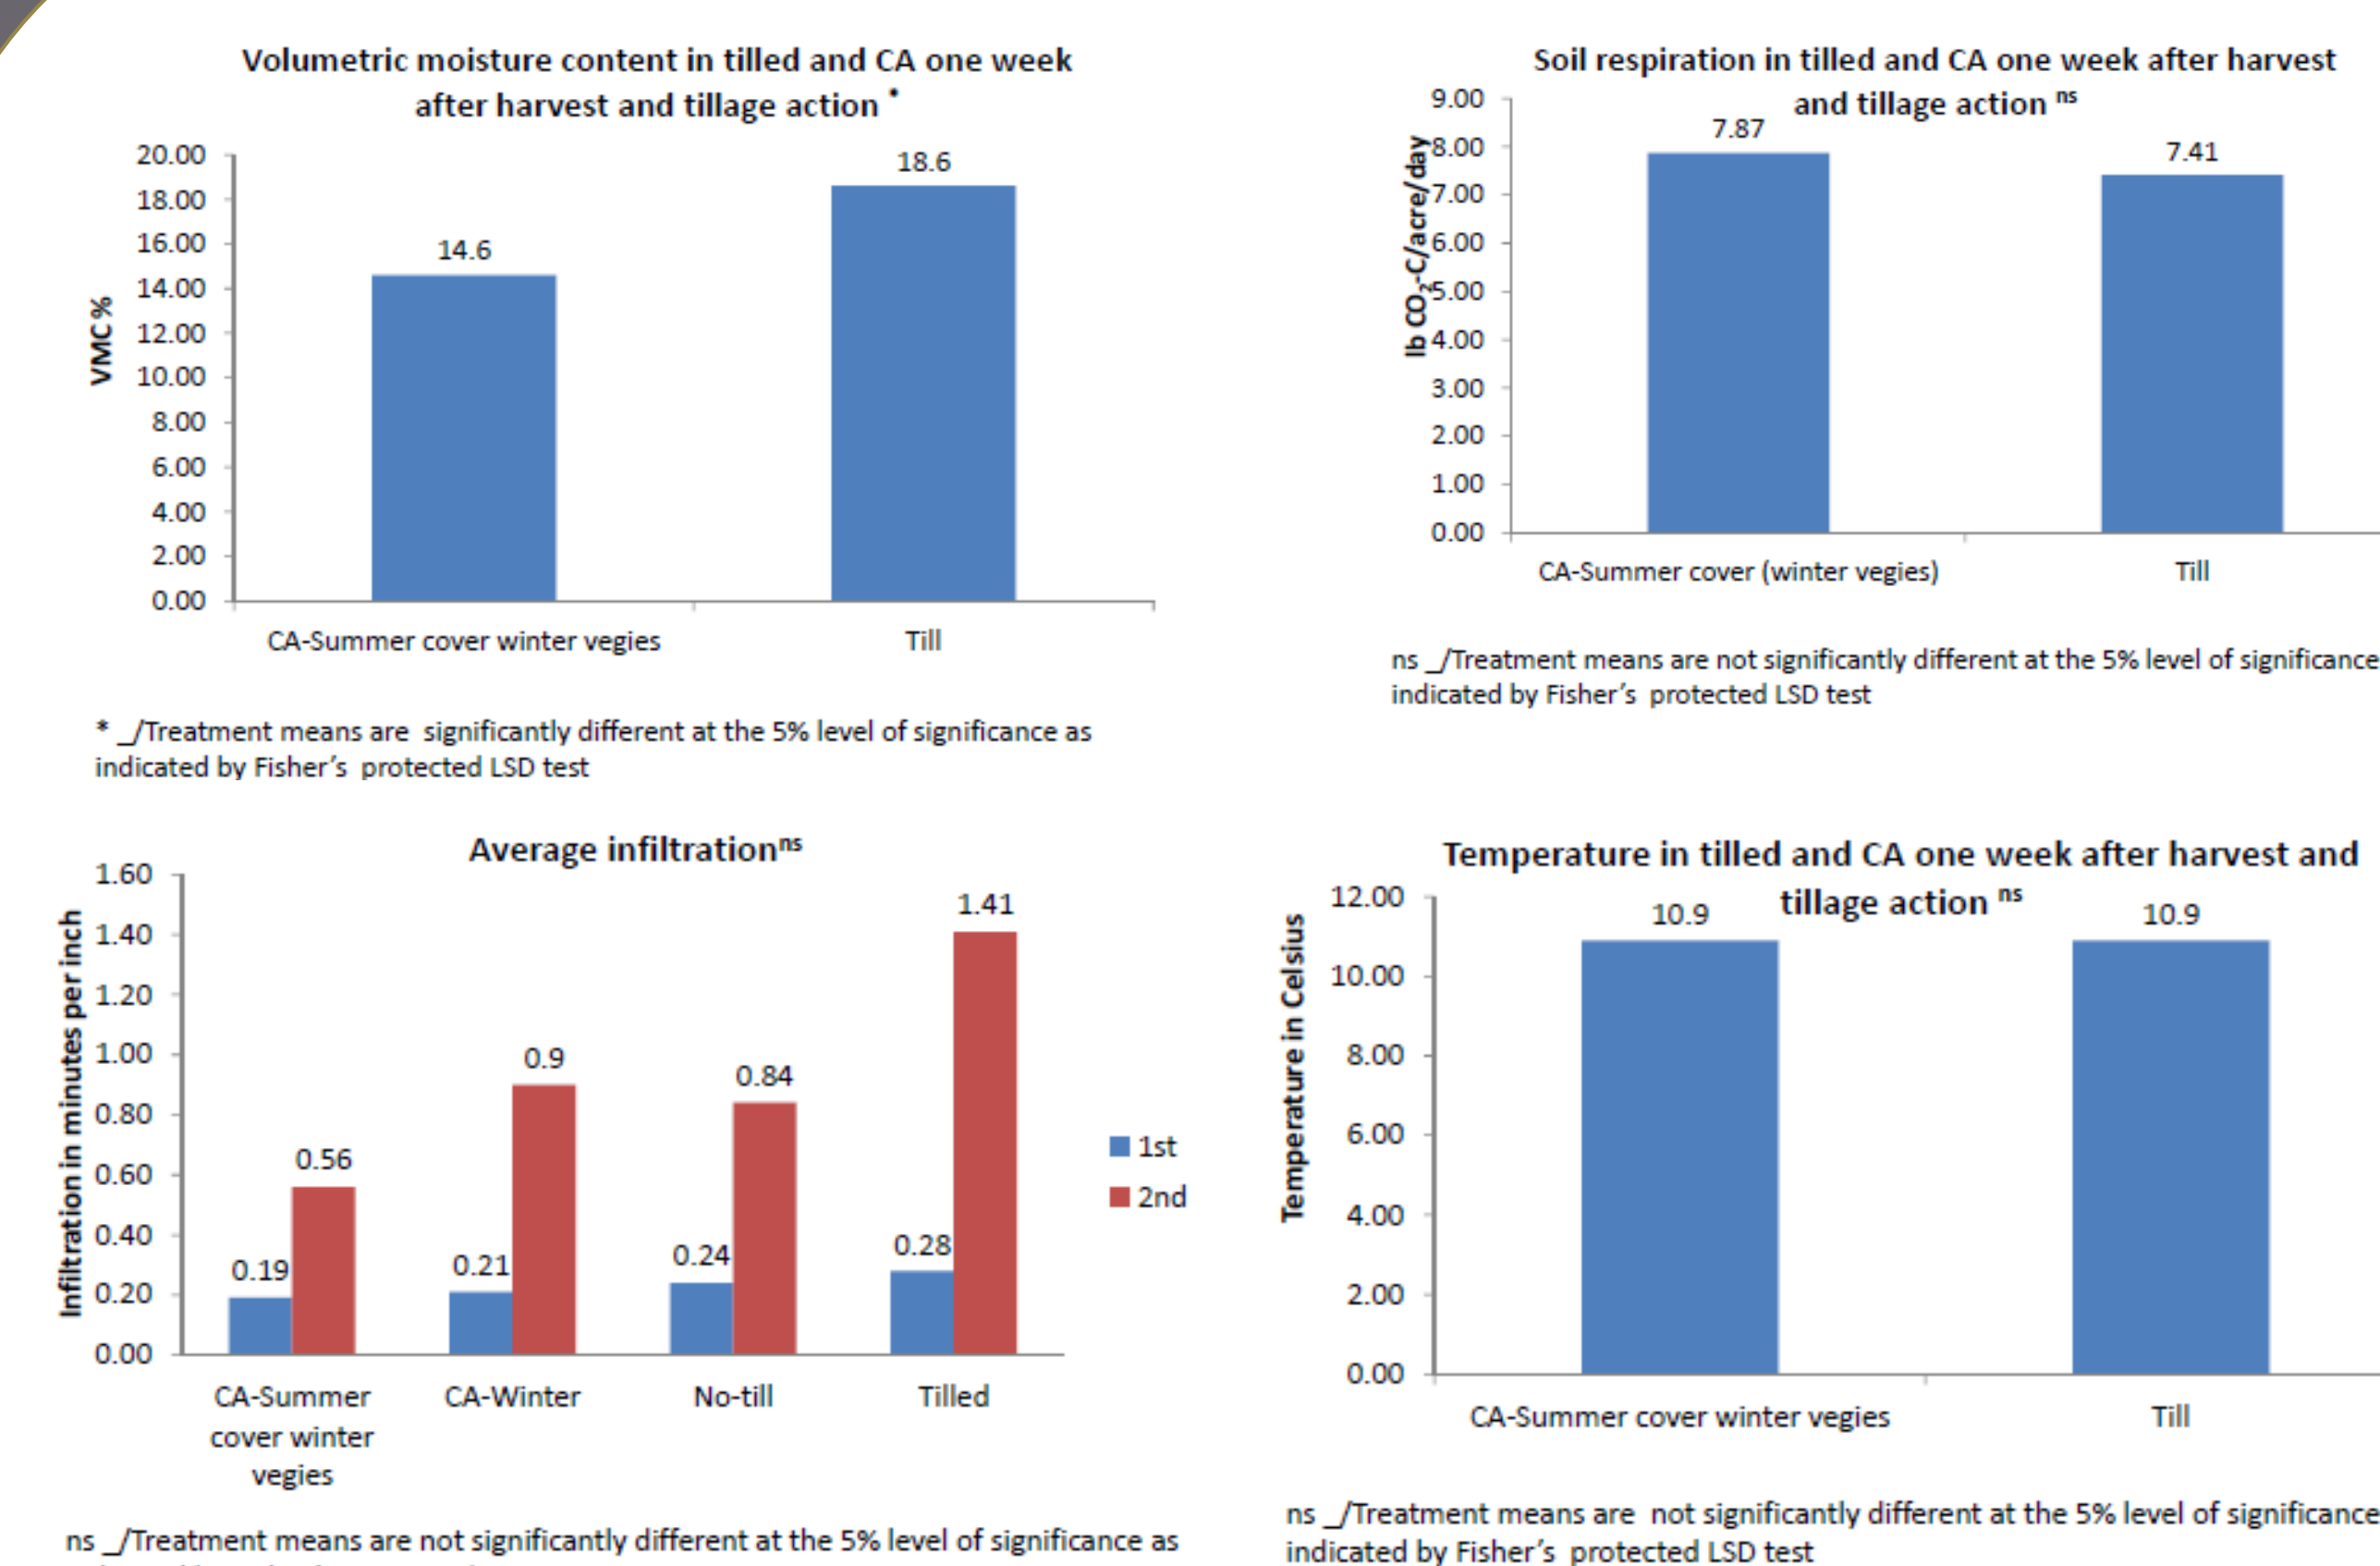 Volumetric moisture content in tilled and CA one week
after harvest and tillage action *
20.00
18.00
16.00
14.00
12.00
10.00
8.00
6.00
4.00
2.00
0.00
VMC%
14.6
18.6
CA-Summer cover winter vegies
Till
* _/Treatment means are  significantly different at the 5% level of significance as
indicated by Fisher's  protected LSD test
Soil respiration in tilled and CA one week after harvest
and tillage action ns
9.00
8.00
7.00
6.00
5.00
4.00
3.00
2.00
1.00
0.00
lb CO₂-C/acre/day
7.87
7.41
CA-Summer cover (winter vegies)
Till
ns _/Treatment means are not significantly different at the 5% level of significance
indicated by Fisher's  protected LSD test
Average infiltrationns
1.60
1.40
1.20
1.00
0.80
0.60
0.40
0.20
0.00
Infiltration in minutes per inch
0.19
0.56
0.21
0.9
0.24
0.84
0.28
1.41
1st
2nd
CA-Summer
cover winter
vegies
CA-Winter
No-till
Tilled
ns _/Treatment means are not significantly different at the 5% level of significance as
Temperature in tilled and CA one week after harvest and
tillage action ns
12.00
10.00
8.00
6.00
4.00
2.00
0.00
Temperature in Celsius
10.9
10.9
CA-Summer cover winter vegies
Till
ns _/Treatment means are  not significantly different at the 5% level of significance
indicated by Fisher's  protected LSD test